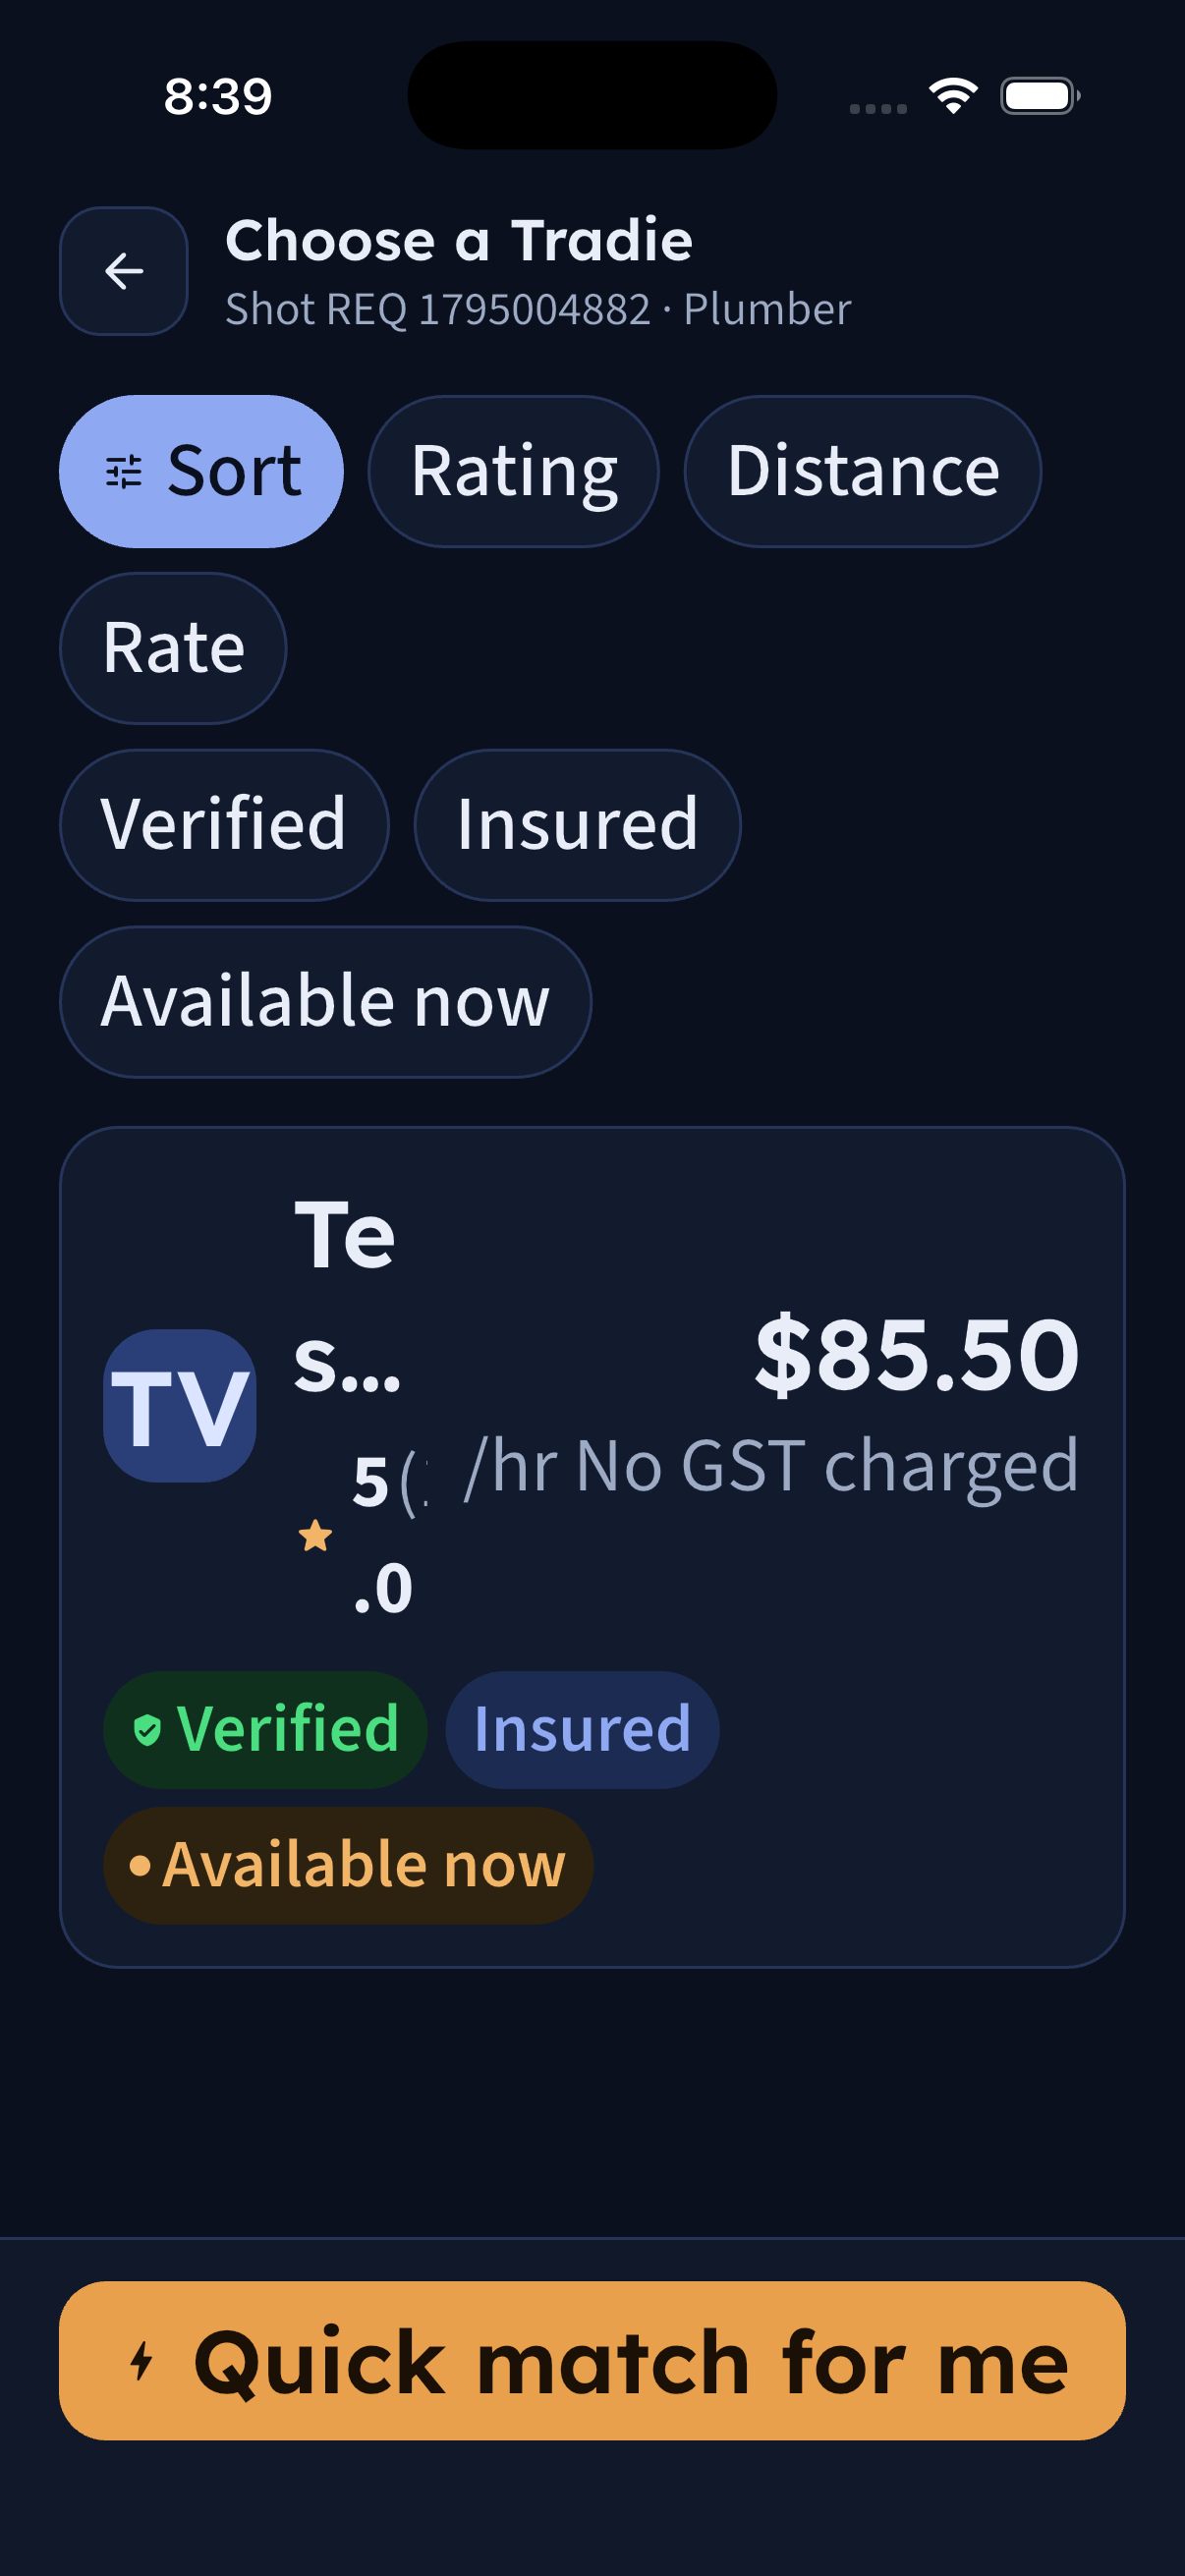 8:39
Choose a Tradie
Shot REQ 1795004882 · Plumber
Sort Rating Distance
Rate
Verified Insured
Available now
Te
s...
TV
$85.50
5 (
.0
/hr No GST charged
Verified Insured
Available now
Quick match for me